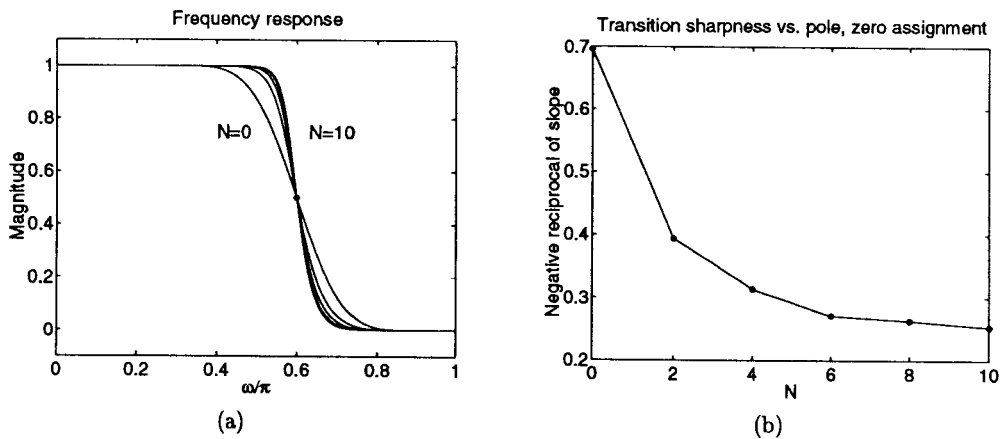 Frequency response
Magnitude
1
0.8
0.6
0.4
0.2
0
N=0
N=10
0
0.2
0.4
0.6
0.8
1
ω/π
(a)
Transition sharpness vs. pole, zero assignment
Negative reciprocal of slope
0.7
0.6
0.5
0.4
0.3
0.2
0
2
4
6
8
10
N
(b)